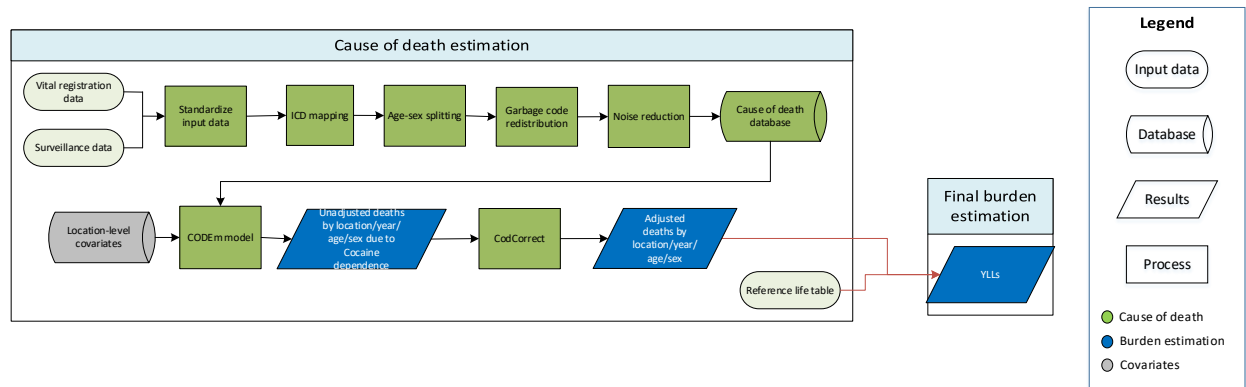 Cause of death estimation
Vital registration
data
Surveillance data
Standardize
input data
ICD mapping
Age-sex splitting
Garbage code
redistribution
Noise reduction
Cause of death
database
Location-level
covariates
CODEm model
Unadjusted deaths
by location/year/
age/sex due to
Cocaine
dependence
CodCorrect
Adjusted
deaths by
location/year/
age/sex
Reference life table
Final burden
estimation
YLLs
Legend
Input data
Database
Results
Process
Cause of death
Burden estimation
Covariates